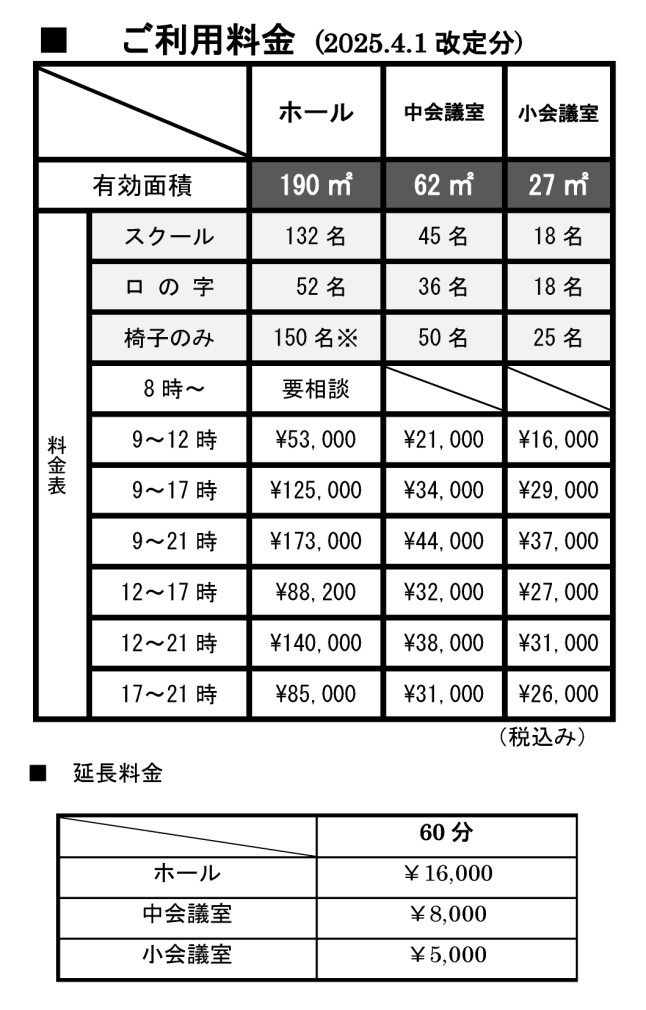 ■ ご利用料金 (2025.4.1 改定分)
ホール 中会議室 小会議室
有効面積 190 ㎡ 62 ㎡ 27 ㎡
料金表
スクール 132 名 45 名 18 名
ロ の 字 52 名 36 名 18 名
椅子のみ 150 名※ 50 名 25 名
8 時～ 要相談
9～12 時 ¥53,000 ¥21,000 ¥16,000
9～17 時 ¥125,000 ¥34,000 ¥29,000
9～21 時 ¥173,000 ¥44,000 ¥37,000
12～17 時 ¥88,200 ¥32,000 ¥27,000
12～21 時 ¥140,000 ¥38,000 ¥31,000
17～21 時 ¥85,000 ¥31,000 ¥26,000
（税込み）
■ 延長料金
60 分
ホール ￥16,000
中会議室 ￥8,000
小会議室 ￥5,000